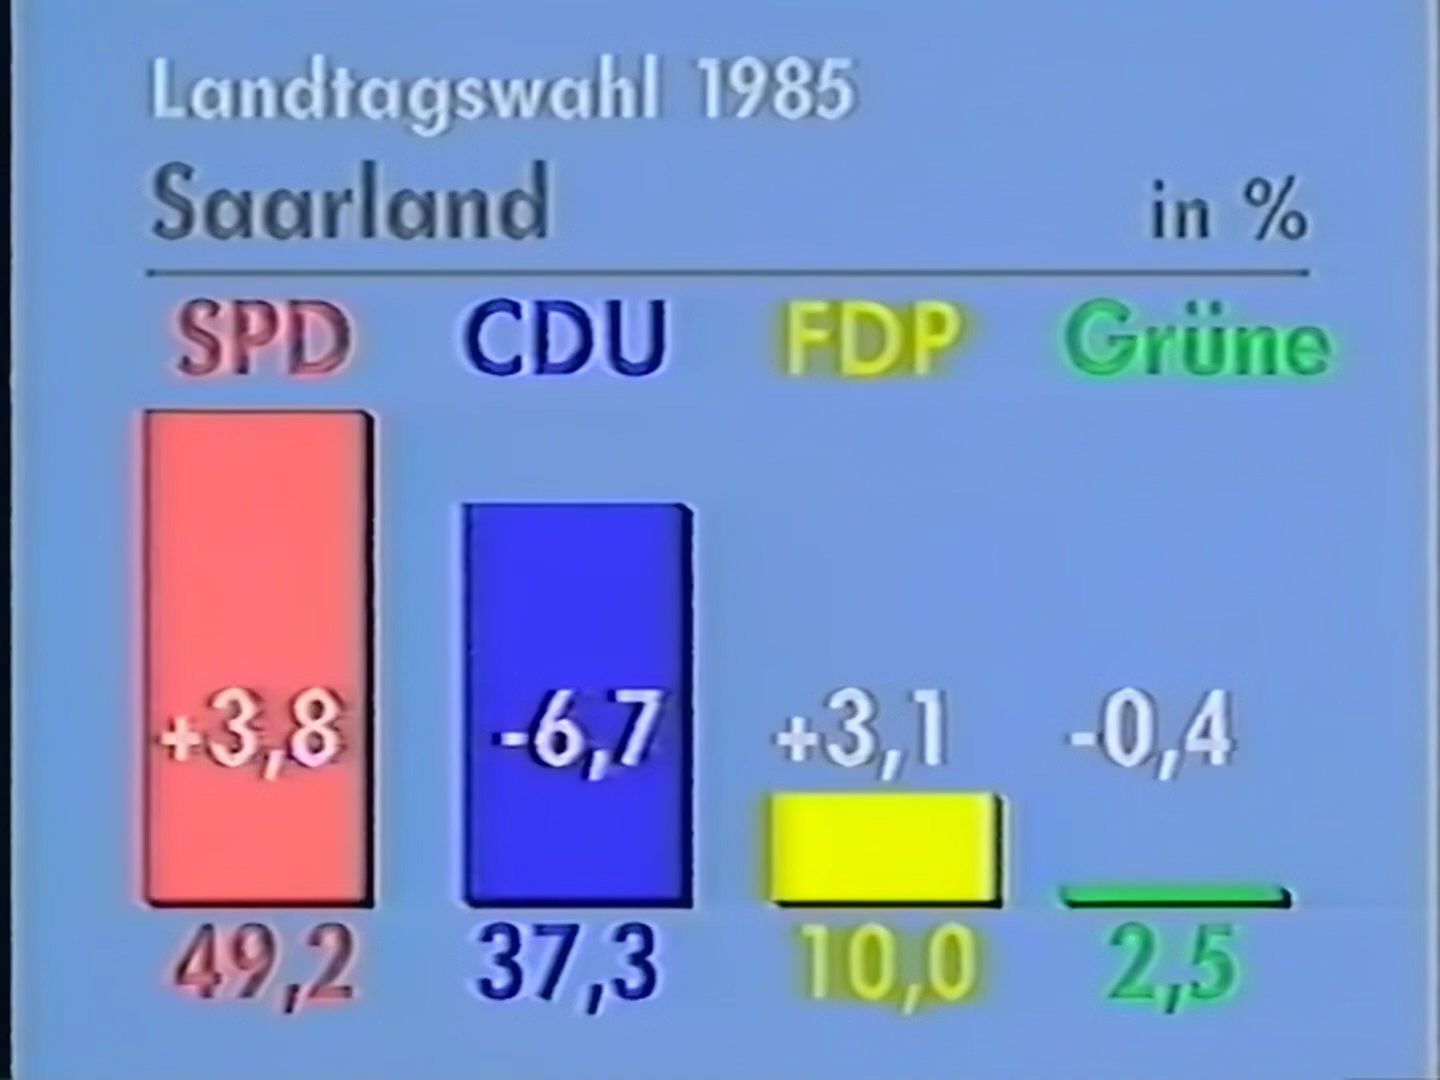 Landtagswahl 1985
Saarland in %
SPD CDU FDP Grüne
+3,8 -6,7 +3,1 -0,4
49,2 37,3 10,0 2,5